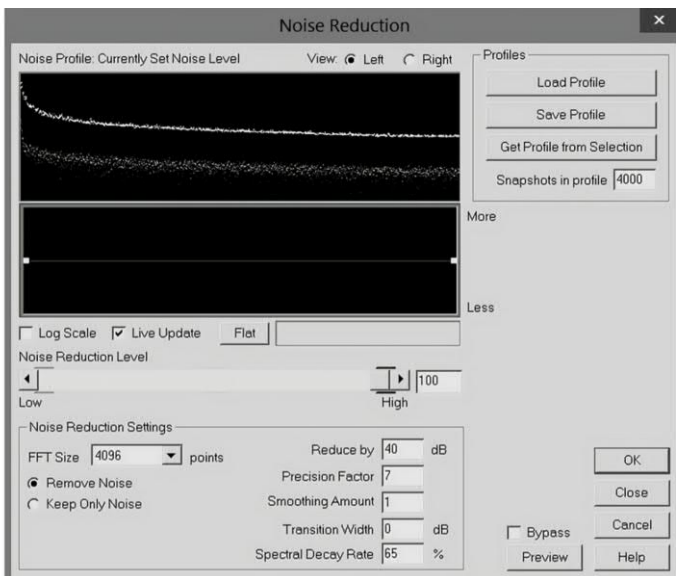 Noise Reduction
Noise Profile: Currently Set Noise Level
View:
Left
Right
Profiles
Load Profile
Save Profile
Get Profile from Selection
Snapshots in profile 4000
More
Less
Log Scale
Live Update
Flat
Noise Reduction Level
100
Low
High
Noise Reduction Settings
FFT Size 4096 points
Remove Noise
Keep Only Noise
Reduce by 40 dB
Precision Factor 7
Smoothing Amount 1
Transition Width 0 dB
Spectral Decay Rate 65 %
Bypass
Preview
OK
Close
Cancel
Help